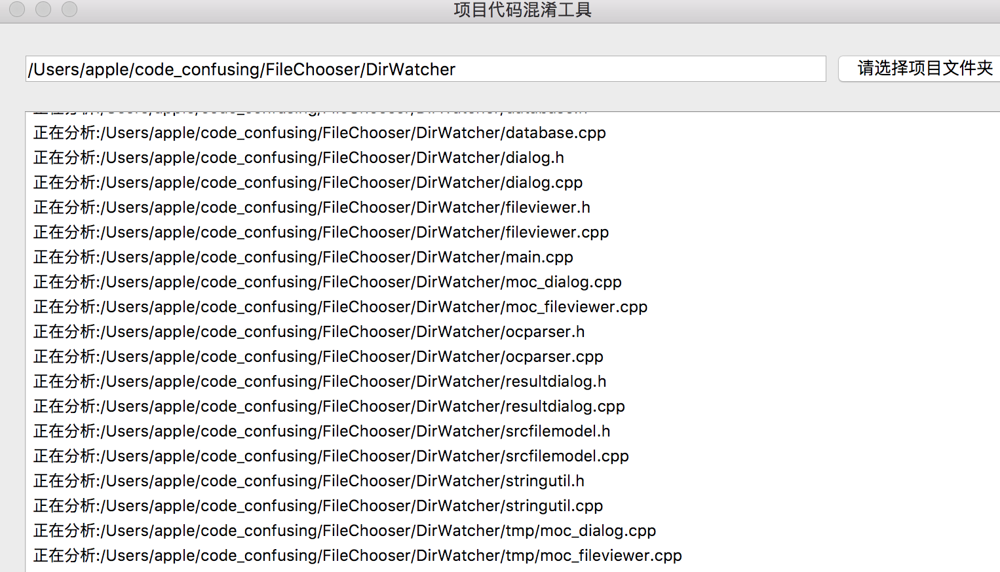 项目代码混淆工具
/Users/apple/code_confusing/FileChooser/DirWatcher
请选择项目文件夹
正在分析:/Users/apple/code_confusing/FileChooser/DirWatcher/database.h
正在分析:/Users/apple/code_confusing/FileChooser/DirWatcher/database.cpp
正在分析:/Users/apple/code_confusing/FileChooser/DirWatcher/dialog.h
正在分析:/Users/apple/code_confusing/FileChooser/DirWatcher/dialog.cpp
正在分析:/Users/apple/code_confusing/FileChooser/DirWatcher/fileviewer.h
正在分析:/Users/apple/code_confusing/FileChooser/DirWatcher/fileviewer.cpp
正在分析:/Users/apple/code_confusing/FileChooser/DirWatcher/main.cpp
正在分析:/Users/apple/code_confusing/FileChooser/DirWatcher/moc_dialog.cpp
正在分析:/Users/apple/code_confusing/FileChooser/DirWatcher/moc_fileviewer.cpp
正在分析:/Users/apple/code_confusing/FileChooser/DirWatcher/ocparser.h
正在分析:/Users/apple/code_confusing/FileChooser/DirWatcher/ocparser.cpp
正在分析:/Users/apple/code_confusing/FileChooser/DirWatcher/resultdialog.h
正在分析:/Users/apple/code_confusing/FileChooser/DirWatcher/resultdialog.cpp
正在分析:/Users/apple/code_confusing/FileChooser/DirWatcher/srcfilemodel.h
正在分析:/Users/apple/code_confusing/FileChooser/DirWatcher/srcfilemodel.cpp
正在分析:/Users/apple/code_confusing/FileChooser/DirWatcher/stringutil.h
正在分析:/Users/apple/code_confusing/FileChooser/DirWatcher/stringutil.cpp
正在分析:/Users/apple/code_confusing/FileChooser/DirWatcher/tmp/moc_dialog.cpp
正在分析:/Users/apple/code_confusing/FileChooser/DirWatcher/tmp/moc_fileviewer.cpp